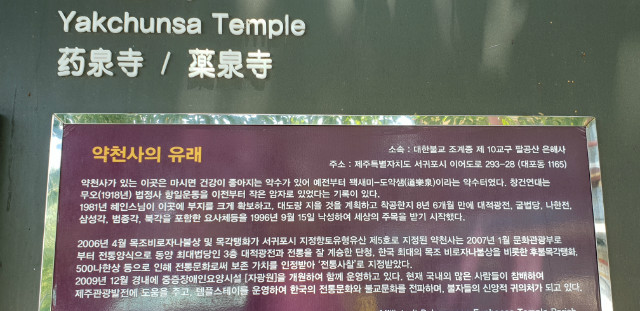 Yakchunsa Temple
药泉寺 / 薬泉寺
약천사의 유래
소속 : 대한불교 조계종 제 10교구 팔공산 은해사
주소 : 제주특별자치도 서귀포시 이어도로 293-28 (대포동 1165)
약천사가 있는 이곳은 마시면 건강이 좋아지는 약수가 있어 예전부터 돽새미-도약샘(道樂泉)이라는 약수터였다. 창건연대는
무오(1918년) 법정사 항일운동을 이전부터 작은 암자로 있었다는 기록이 있다.
1981년 혜인스님이 이곳에 부지를 크게 확보하고, 대도량 지을 것을 계획하고 착공한지 8년 6개월 만에 대적광전, 굴법당, 나한전,
삼성각, 범종각, 북각을 포함한 요사체등을 1996년 9월 15일 낙성하여 세상의 주목을 받기 시작했다.
2006년 4월 목조비로자나불상 및 목각탱화가 서귀포시 지정향토유형유산 제5호로 지정된 약천사는 2007년 1월 문화관광부로
부터 전통양식으로 동양 최대법당인 3층 대적광전과 전통을 잘 계승한 단청, 한국 최대의 목조 비로자나불상을 비롯한 후불목각탱화,
500나한상 등으로 인해 전통문화로써 보존 가치를 인정받아 '전통사찰'로 지정받았다.
2009년 12월 경내에 중증장애인요양시설 [자광원]을 개원하여 함께 운영하고 있다. 현재 국내외 많은 사람들이 참배하여
제주관광발전에 도움을 주고, 템플스테이를 운영하여 한국의 전통문화와 불교문화를 전파하며, 불자들의 신앙적 귀의처가 되고 있다.